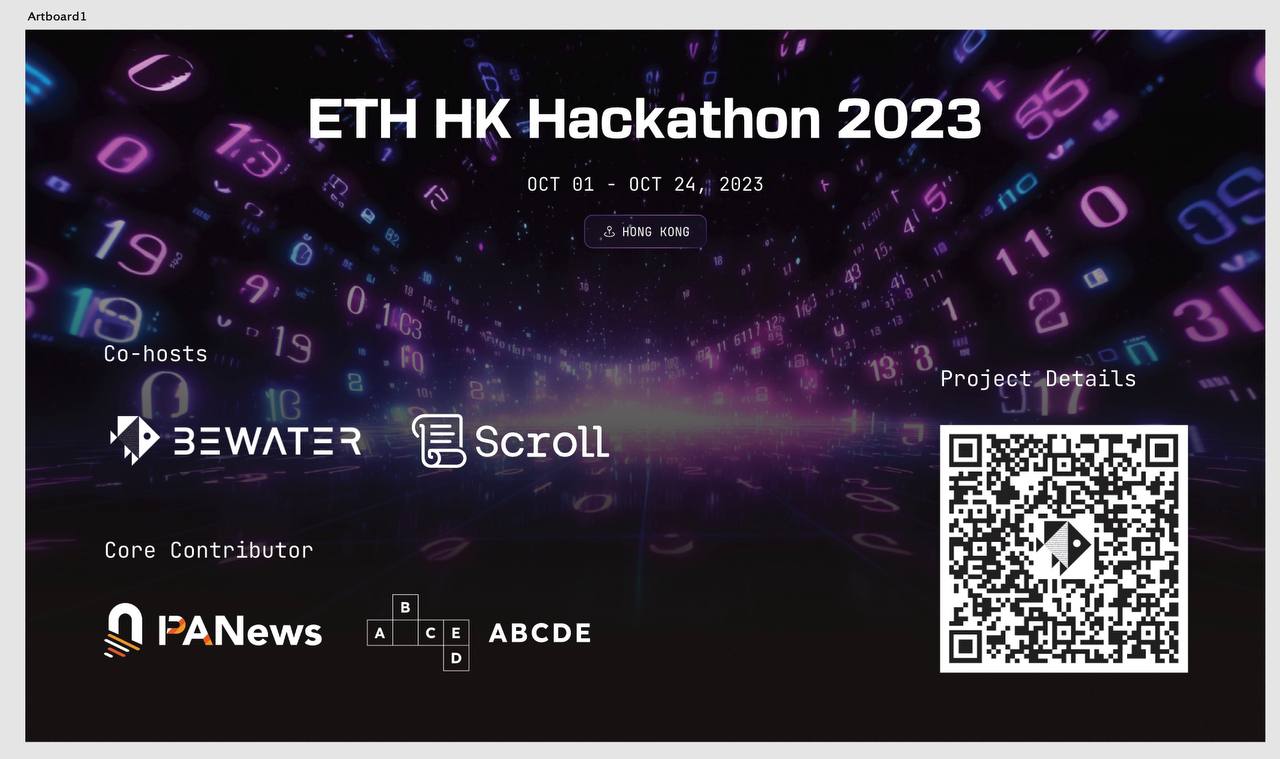 Artboard1
ETH HK Hackathon 2023
OCT 01 - OCT 24, 2023
HONG KONG
Co-hosts
BEWATER
Scroll
Project Details
Core Contributor
PANews
B
A C E
D
ABCDE